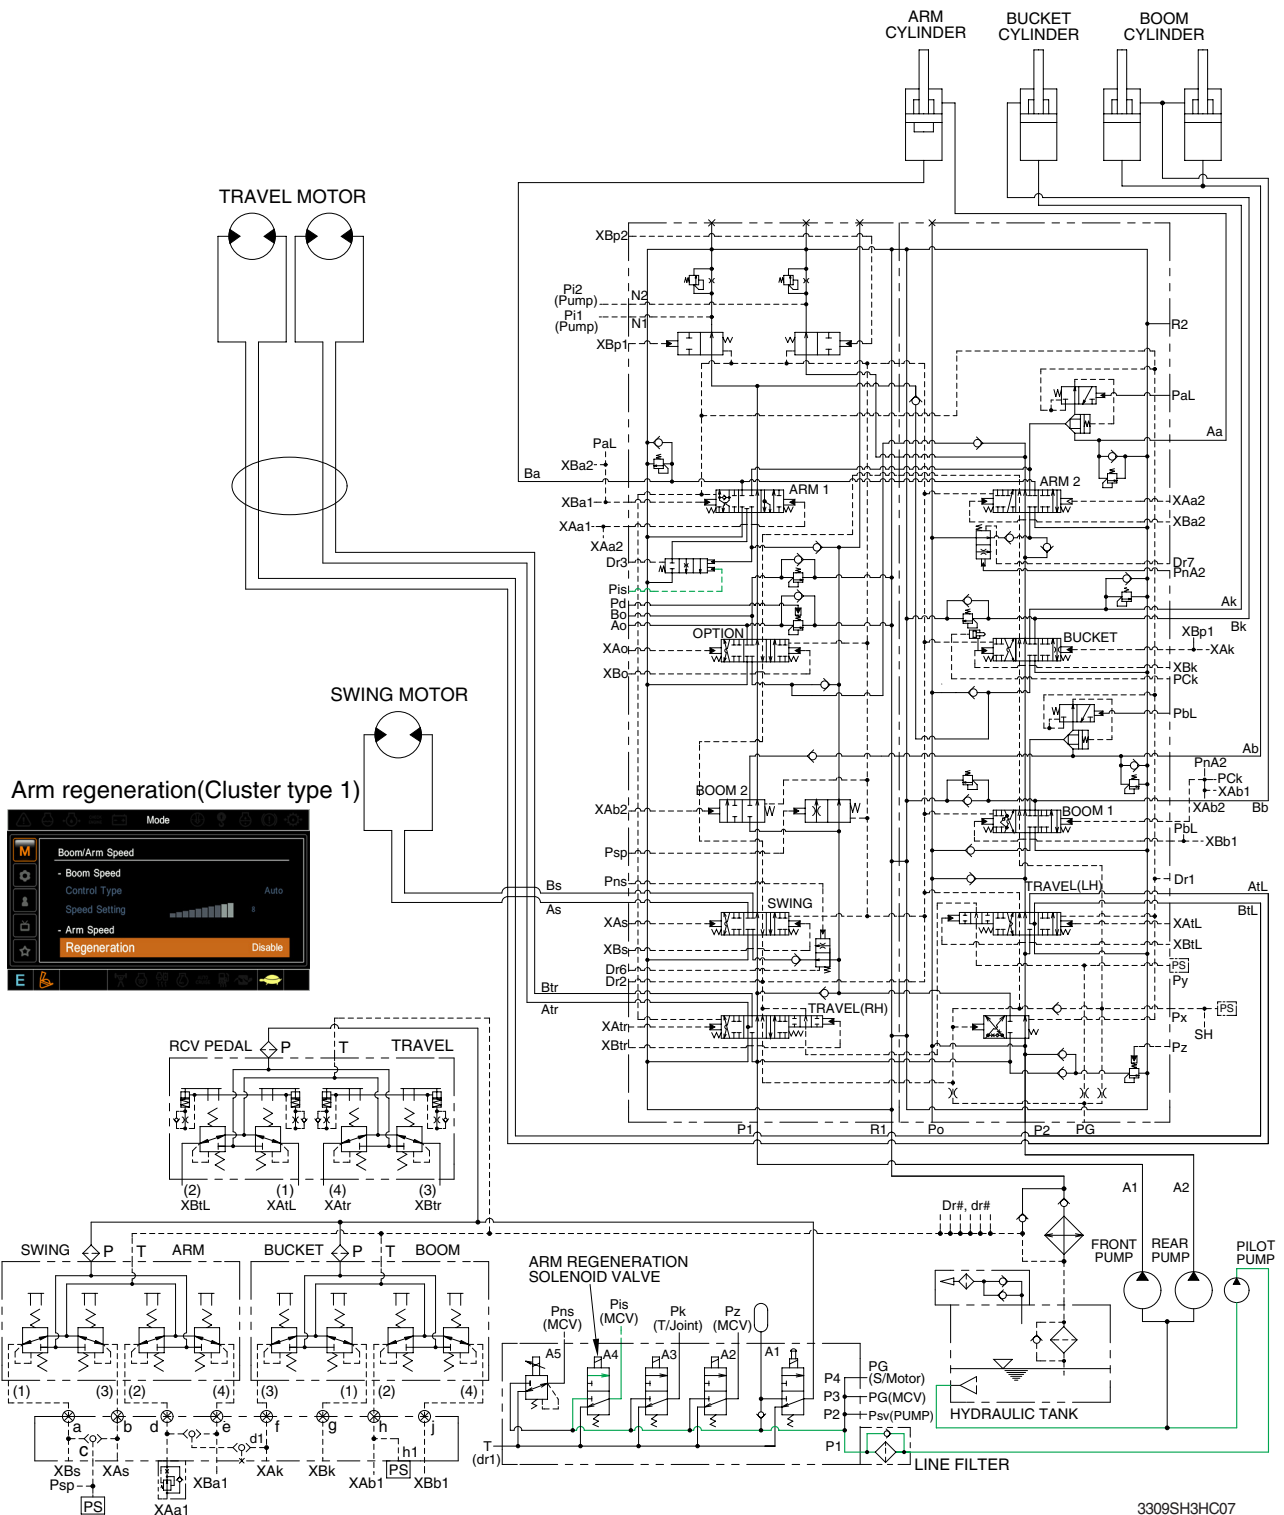 ARM
CYLINDER
BUCKET
CYLINDER
BOOM
CYLINDER
TRAVEL MOTOR
XBp2
Pi2
(Pump)
N2
Pi1
(Pump)
N1
XBp1
R2
PaL
Aa
PaL
XBa2
Ba
XBa1
ARM 1
ARM 2
XAa1
XAa2
XAa2
XBa2
Dr3
Dr7
PnA2
Pis
Pd
Bo
Ao
Ak
Bk
OPTION
BUCKET
XBp1
XAo
XAk
XBo
XBk
PCk
SWING MOTOR
PbL
Ab
PnA2
PCk
XAb1
XAb2
Bb
Arm regeneration(Cluster type 1)
Mode
M
Boom/Arm Speed
- Boom Speed
Control Type
Auto
Speed Setting
8
- Arm Speed
Regeneration
Disable
E
BOOM 2
XAb2
BOOM 1
PbL
XBb1
Psp
Pns
Dr1
Bs
As
TRAVEL(LH)
AtL
BtL
SWING
XAs
XAtL
XBs
XBtL
Dr6
Dr2
PS
Py
Btr
Atr
TRAVEL(RH)
XAtr
XBtr
Px
PS
SH
Pz
RCV PEDAL
P
T
TRAVEL
P1
R1
Po
P2
PG
(2)
(1)
(4)
(3)
XBtL
XAtL
XAtr
XBtr
A1
A2
Dr#, dr#
SWING
P
T
ARM
BUCKET
P
T
BOOM
FRONT
PUMP
REAR
PUMP
PILOT
PUMP
ARM REGENERATION
SOLENOID VALVE
Pns
(MCV)
Pis
(MCV)
Pk
(T/Joint)
Pz
(MCV)
A5
A4
A3
A2
A1
PG
(S/Motor)
P4
P3
PG(MCV)
P2
Psv(PUMP)
P1
T
(dr1)
HYDRAULIC TANK
LINE FILTER
(1)
(3)
(2)
(4)
(3)
(1)
(2)
(4)
a
b
d
e
f
g
h
j
c
d1
h1
XBs
XAs
XBa1
XAk
XBk
XAb1
PS
XBb1
Psp
PS
XAa1
3309SH3HC07